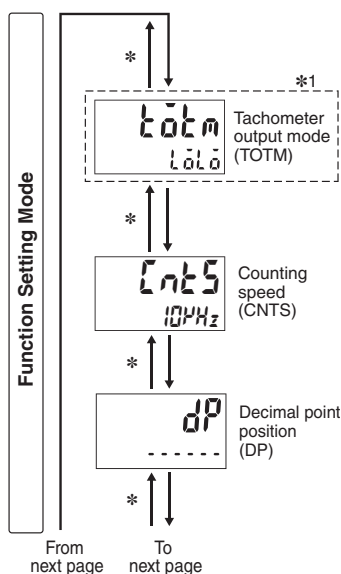 Function Setting Mode
*
*1
totm
LoLo
Tachometer
output mode
(TOTM)
*
CntS
10kHz
Counting
speed
(CNTS)
*
dP
------
Decimal point
position
(DP)
*
From
next page
To
next page